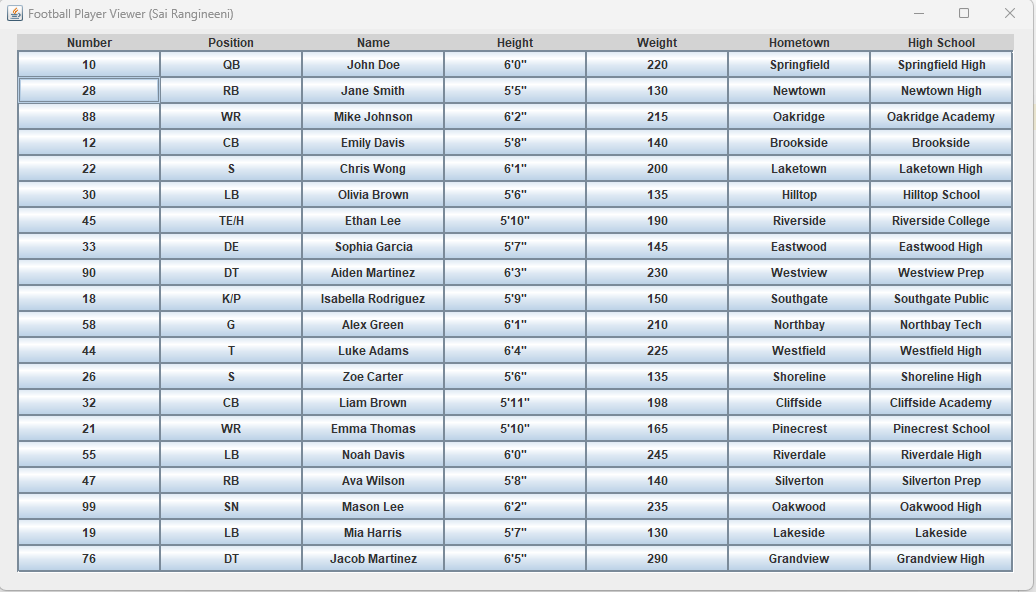 Football Player Viewer (Sai Rangineeni)
Number Position Name Height Weight Hometown High School
10 QB John Doe 6'0" 220 Springfield Springfield High
28 RB Jane Smith 5'5" 130 Newtown Newtown High
88 WR Mike Johnson 6'2" 215 Oakridge Oakridge Academy
12 CB Emily Davis 5'8" 140 Brookside Brookside
22 S Chris Wong 6'1" 200 Laketown Laketown High
30 LB Olivia Brown 5'6" 135 Hilltop Hilltop School
45 TE/H Ethan Lee 5'10" 190 Riverside Riverside College
33 DE Sophia Garcia 5'7" 145 Eastwood Eastwood High
90 DT Aiden Martinez 6'3" 230 Westview Westview Prep
18 K/P Isabella Rodriguez 5'9" 150 Southgate Southgate Public
58 G Alex Green 6'1" 210 Northbay Northbay Tech
44 T Luke Adams 6'4" 225 Westfield Westfield High
26 S Zoe Carter 5'6" 135 Shoreline Shoreline High
32 CB Liam Brown 5'11" 198 Cliffside Cliffside Academy
21 WR Emma Thomas 5'10" 165 Pinecrest Pinecrest School
55 LB Noah Davis 6'0" 245 Riverdale Riverdale High
47 RB Ava Wilson 5'8" 140 Silverton Silverton Prep
99 SN Mason Lee 6'2" 235 Oakwood Oakwood High
19 LB Mia Harris 5'7" 130 Lakeside Lakeside
76 DT Jacob Martinez 6'5" 290 Grandview Grandview High